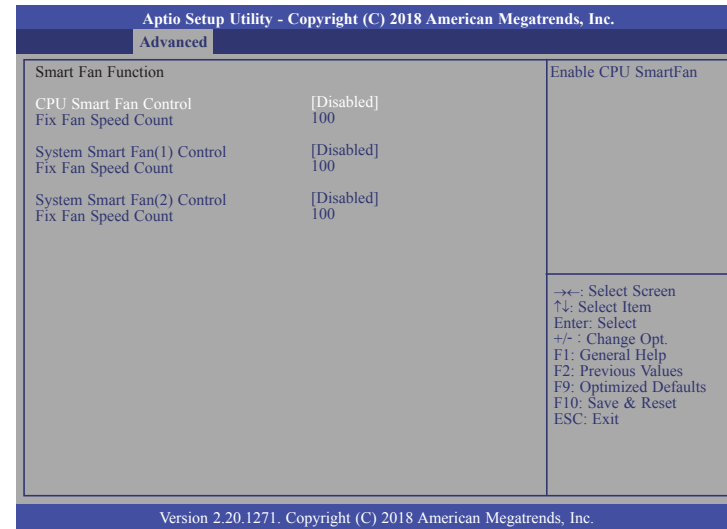 Aptio Setup Utility - Copyright (C) 2018 American Megatrends, Inc.
Advanced
Smart Fan Function
CPU Smart Fan Control [Disabled]
Fix Fan Speed Count 100
System Smart Fan(1) Control [Disabled]
Fix Fan Speed Count 100
System Smart Fan(2) Control [Disabled]
Fix Fan Speed Count 100
Enable CPU SmartFan
→←: Select Screen
↑↓: Select Item
Enter: Select
+/- : Change Opt.
F1: General Help
F2: Previous Values
F9: Optimized Defaults
F10: Save & Reset
ESC: Exit
Version 2.20.1271. Copyright (C) 2018 American Megatrends, Inc.